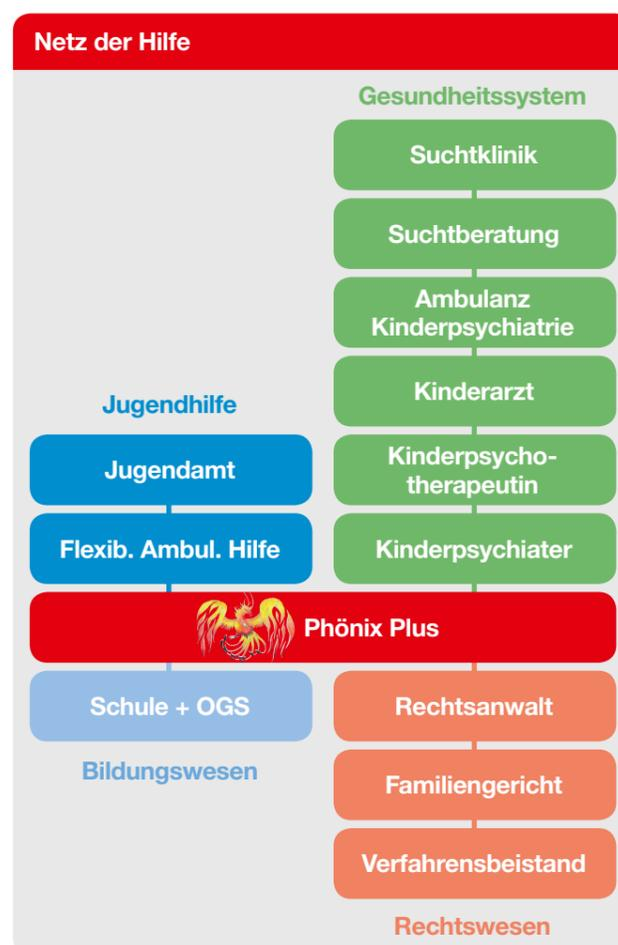 Netz der Hilfe
Gesundheitssystem
Suchtklinik
Suchtberatung
Ambulanz
Kinderpsychiatrie
Kinderarzt
Kinderpsycho-
therapeutin
Kinderpsychiater
Jugendhilfe
Jugendamt
Flexib. Ambul. Hilfe
Phönix Plus
Schule + OGS
Bildungswesen
Rechtsanwalt
Familiengericht
Verfahrensbeistand
Rechtswesen